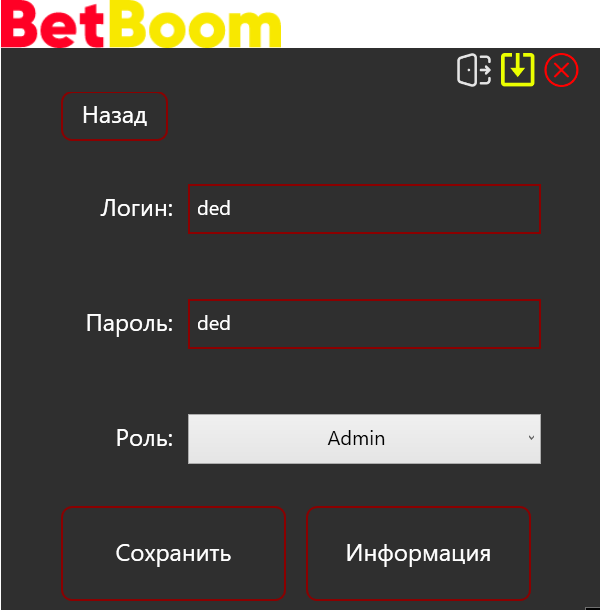 BetBoom
Назад
Логин: ded
Пароль: ded
Роль: Admin
Сохранить Информация